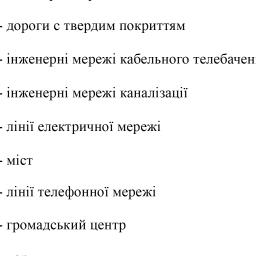 - дороги с твердим покриттям
- інженерні мережі кабельного телебачен
- інженерні мережі каналізації
- лінії електричної мережі
- міст
- лінії телефонної мережі
- громадський центр